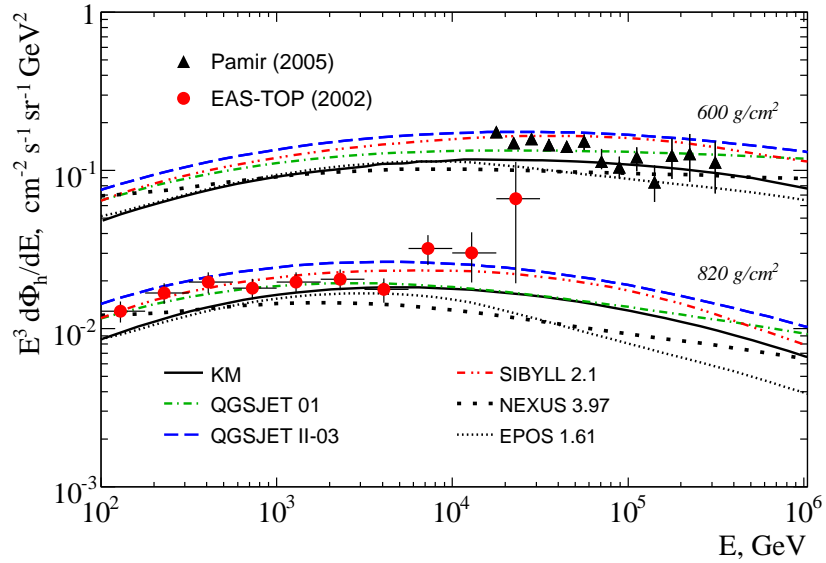 E³ dΦₕ/dE, cm⁻² s⁻¹ sr⁻¹ GeV²
1
Pamir (2005)
EAS-TOP (2002)
600 g/cm²
10⁻¹
820 g/cm²
10⁻²
KM
QGSJET 01
QGSJET II-03
SIBYLL 2.1
NEXUS 3.97
EPOS 1.61
10⁻³
10² 10³ 10⁴ 10⁵ 10⁶
E, GeV